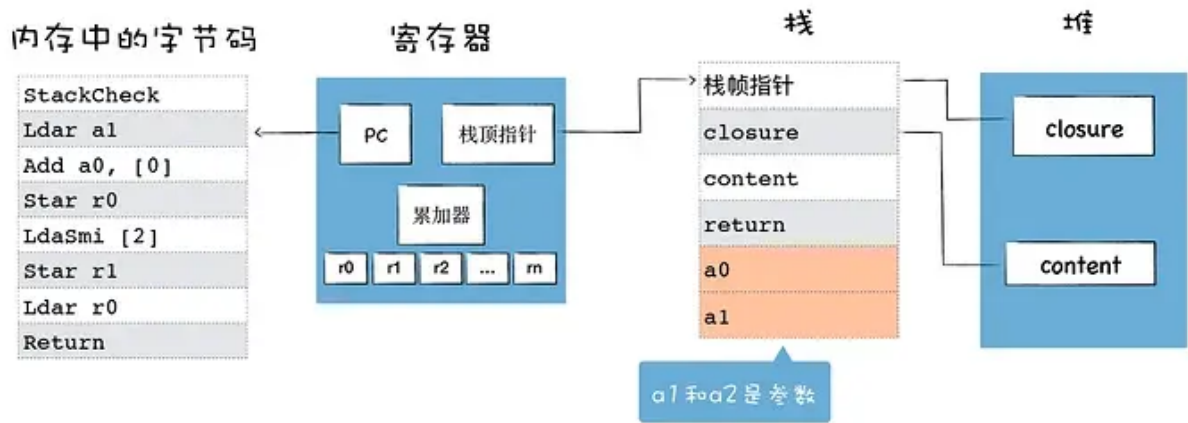 内存中的字节码
StackCheck
Ldar a1
Add a0, [0]
Star r0
LdaSmi [2]
Star r1
Ldar r0
Return
寄存器
PC
栈顶指针
累加器
r0 r1 r2 ... rn
栈
栈帧指针
closure
content
return
a0
a1
a1和a2是参数
堆
closure
content